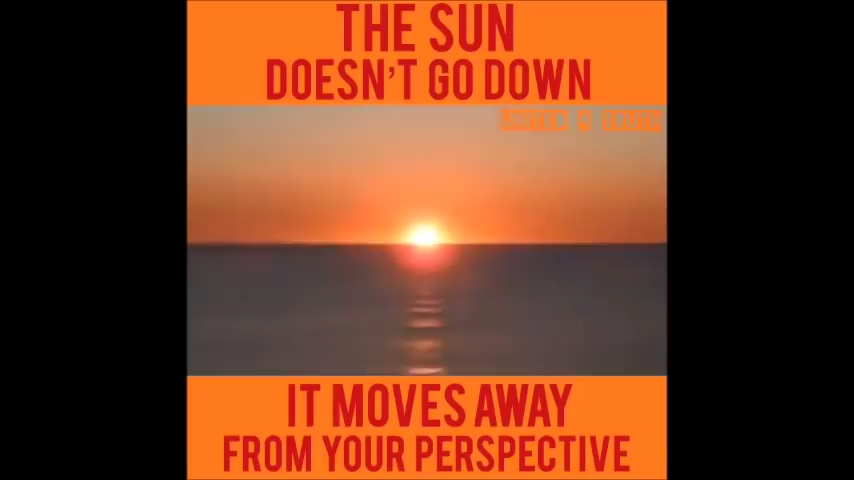 THE SUN
DOESN'T GO DOWN
IT MOVES AWAY
FROM YOUR PERSPECTIVE